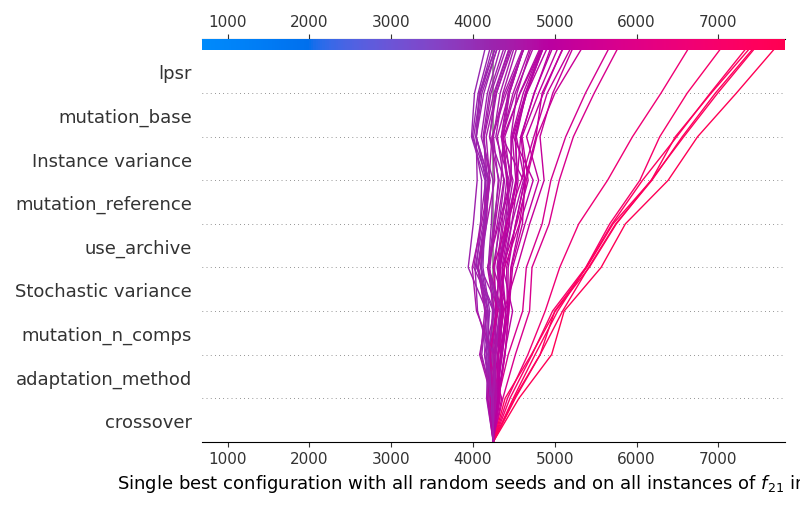 1000 2000 3000 4000 5000 6000 7000
lpsr
mutation_base
Instance variance
mutation_reference
use_archive
Stochastic variance
mutation_n_comps
adaptation_method
crossover
1000 2000 3000 4000 5000 6000 7000
Single best configuration with all random seeds and on all instances of f21 i